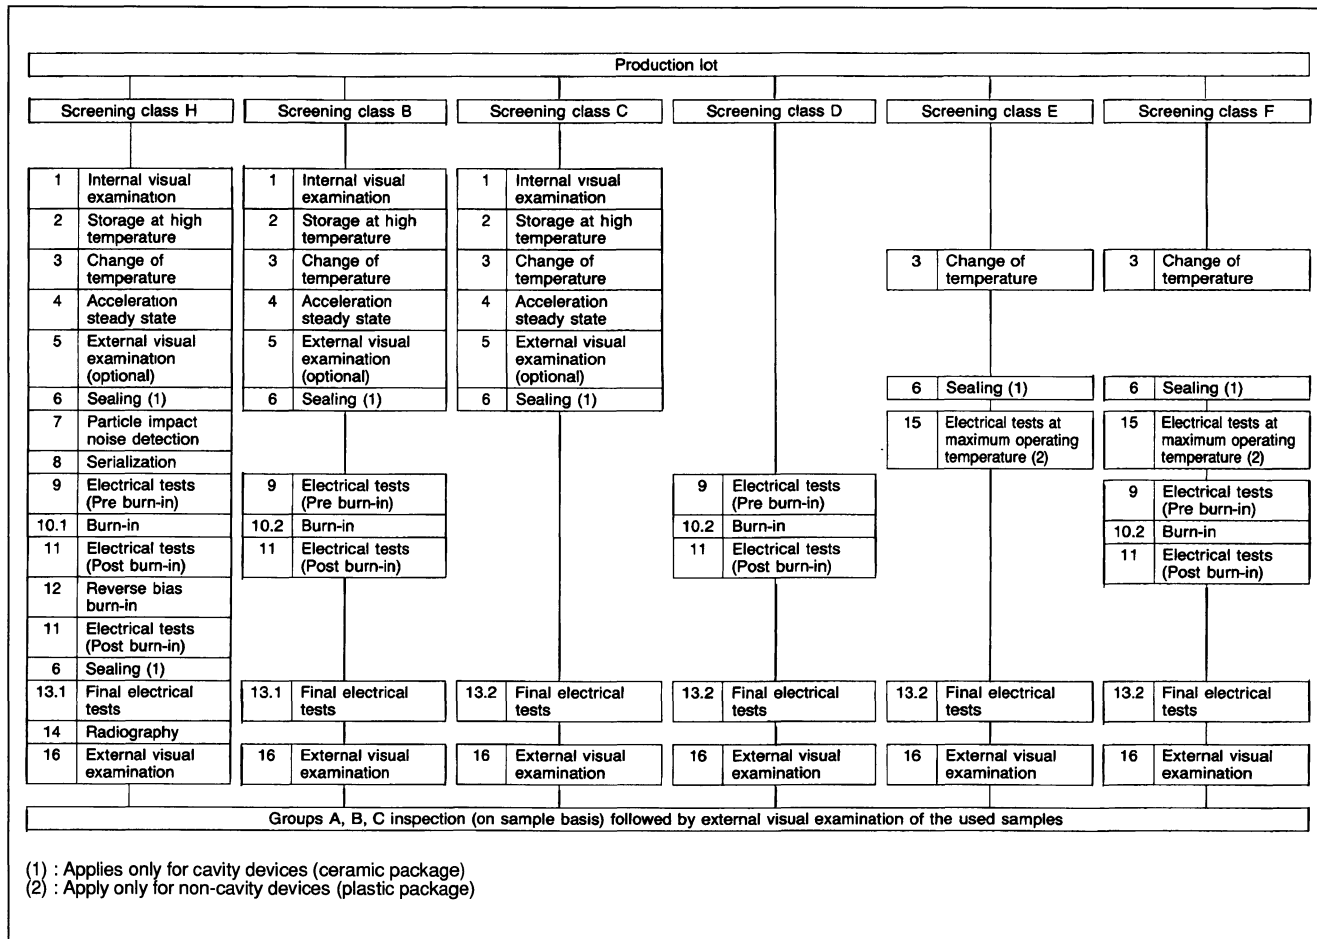 Production lot
Screening class H
1 Internal visual
examination
2 Storage at high
temperature
3 Change of
temperature
4 Acceleration
steady state
5 External visual
examination
(optional)
6 Sealing (1)
7 Particle impact
noise detection
8 Serialization
9 Electrical tests
(Pre burn-in)
10.1 Burn-in
11 Electrical tests
(Post burn-in)
12 Reverse bias
burn-in
11 Electrical tests
(Post burn-in)
6 Sealing (1)
13.1 Final electrical
tests
14 Radiography
16 External visual
examination
Screening class B
1 Internal visual
examination
2 Storage at high
temperature
3 Change of
temperature
4 Acceleration
steady state
5 External visual
examination
(optional)
6 Sealing (1)
9 Electrical tests
(Pre burn-in)
10.2 Burn-in
11 Electrical tests
(Post burn-in)
13.1 Final electrical
tests
16 External visual
examination
Screening class C
1 Internal visual
examination
2 Storage at high
temperature
3 Change of
temperature
4 Acceleration
steady state
5 External visual
examination
(optional)
6 Sealing (1)
13.2 Final electrical
tests
16 External visual
examination
Screening class D
9 Electrical tests
(Pre burn-in)
10.2 Burn-in
11 Electrical tests
(Post burn-in)
13.2 Final electrical
tests
16 External visual
examination
Screening class E
3 Change of
temperature
6 Sealing (1)
15 Electrical tests at
maximum operating
temperature (2)
13.2 Final electrical
tests
16 External visual
examination
Screening class F
3 Change of
temperature
6 Sealing (1)
15 Electrical tests at
maximum operating
temperature (2)
9 Electrical tests
(Pre burn-in)
10.2 Burn-in
11 Electrical tests
(Post burn-in)
13.2 Final electrical
tests
16 External visual
examination
Groups A, B, C inspection (on sample basis) followed by external visual examination of the used samples
(1) : Applies only for cavity devices (ceramic package)
(2) : Apply only for non-cavity devices (plastic package)